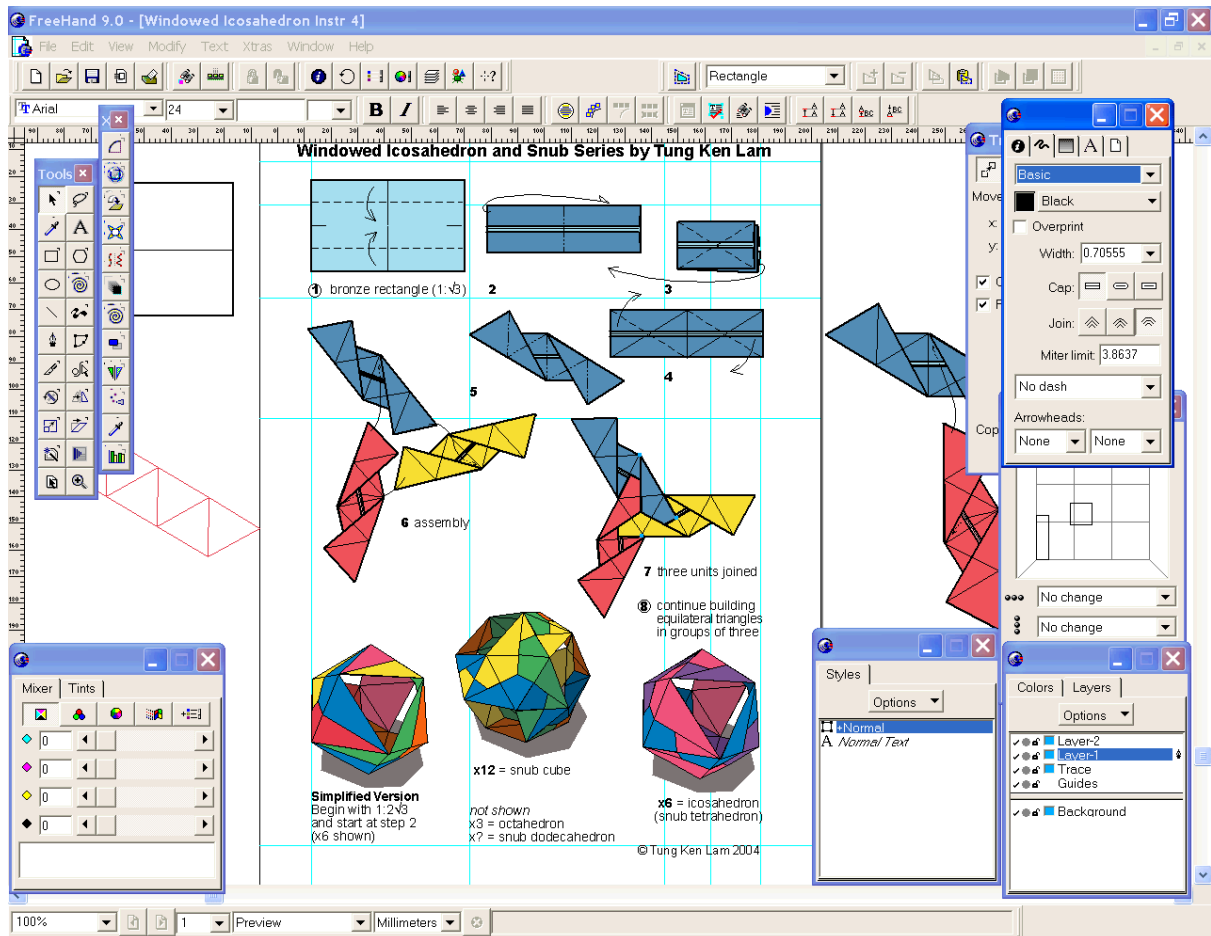 FreeHand 9.0 - [Windowed Icosahedron Instr 4]
File Edit View Modify Text Xtras Window Help
Rectangle
Arial 24 B I
Windowed Icosahedron and Snub Series by Tung Ken Lam
Tools
1 bronze rectangle (1:√3)
2
3
4
5
6 assembly
7 three units joined
8 continue building
equilateral triangles
in groups of three
Simplified Version
Begin with 1:2√3
and start at step 2
(x6 shown)
x12 = snub cube
not shown
x3 = octahedron
x? = snub dodecahedron
x6 = icosahedron
(snub tetrahedron)
© Tung Ken Lam 2004
Move
x:
y:
Basic
Black
Overprint
Width: 0.70555
Cap:
Join:
Miter limit: 3.8637
No dash
Arrowheads:
None None
No change
No change
Mixer Tints
0
0
0
0
Styles
Options
+Normal
A Normal Text
Colors Layers
Options
Layer-2
Layer-1
Trace
Guides
Background
100% 1 Preview Millimeters